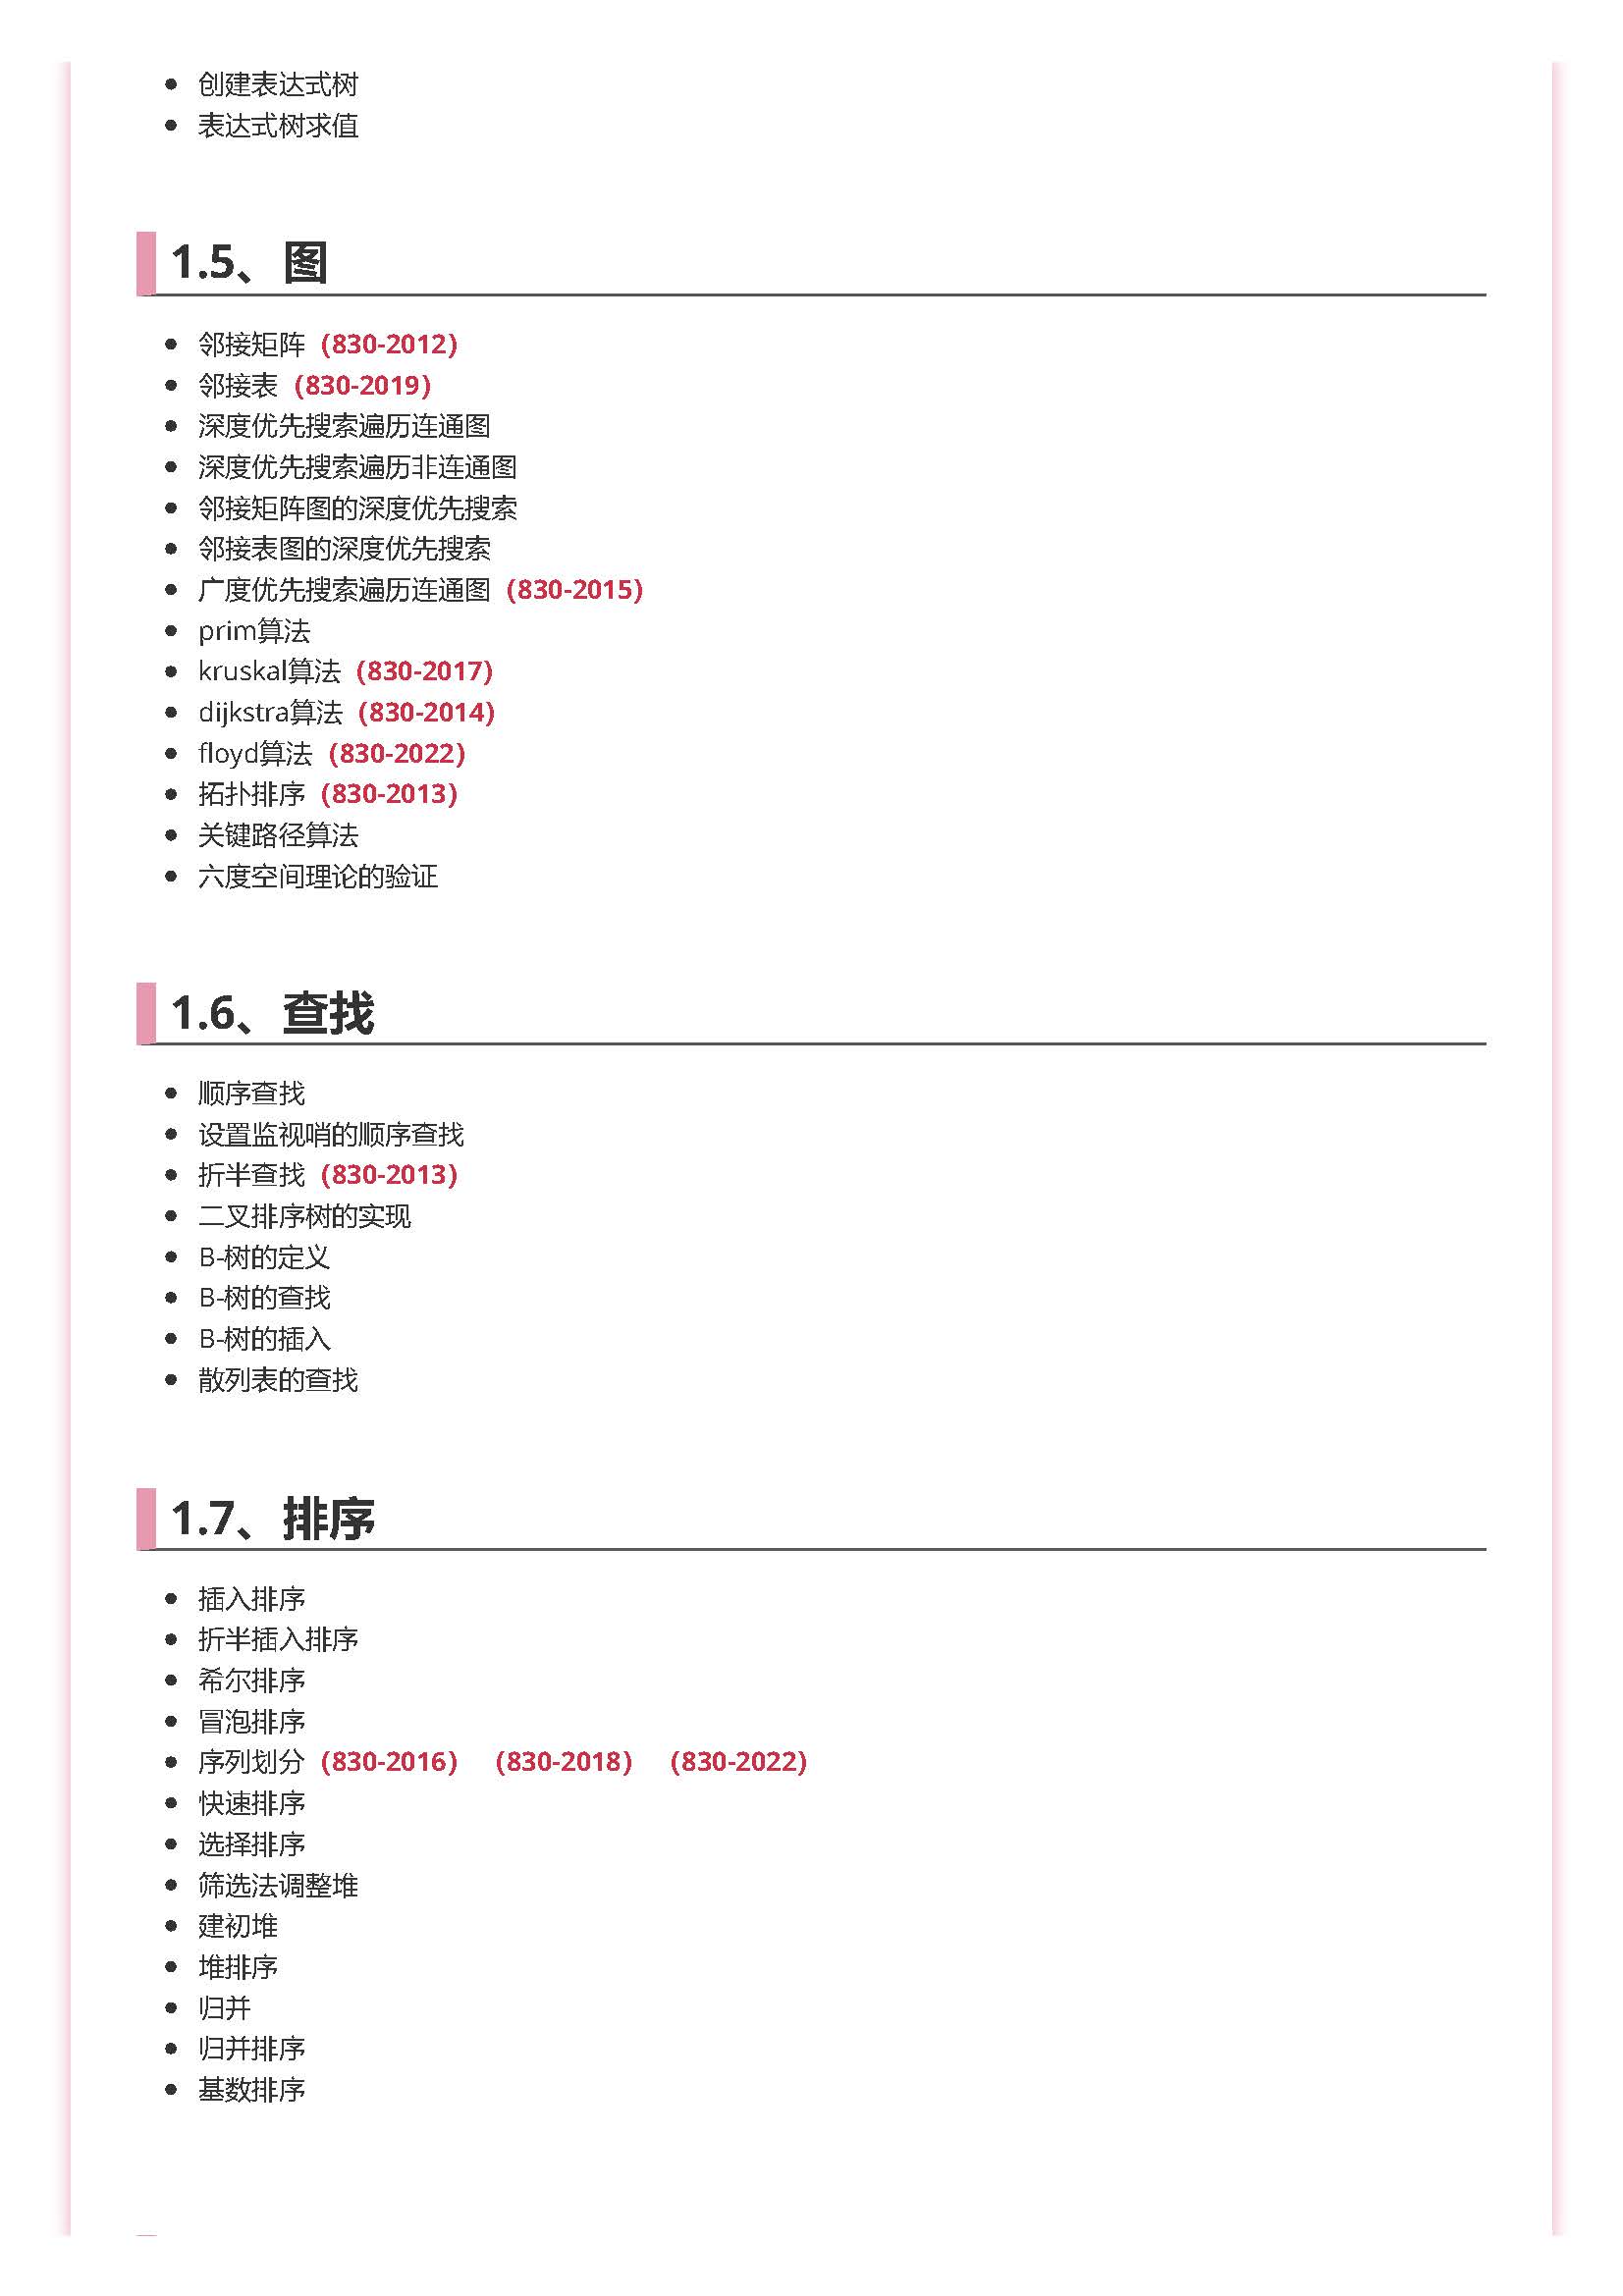 创建表达式树
表达式树求值
1.5、图
邻接矩阵（830-2012）
邻接表（830-2019）
深度优先搜索遍历连通图
深度优先搜索遍历非连通图
邻接矩阵图的深度优先搜索
邻接表图的深度优先搜索
广度优先搜索遍历连通图（830-2015）
prim算法
kruskal算法（830-2017）
dijkstra算法（830-2014）
floyd算法（830-2022）
拓扑排序（830-2013）
关键路径算法
六度空间理论的验证
1.6、查找
顺序查找
设置监视哨的顺序查找
折半查找（830-2013）
二叉排序树的实现
B-树的定义
B-树的查找
B-树的插入
散列表的查找
1.7、排序
插入排序
折半插入排序
希尔排序
冒泡排序
序列划分（830-2016）（830-2018）（830-2022）
快速排序
选择排序
筛选法调整堆
建初堆
堆排序
归并
归并排序
基数排序